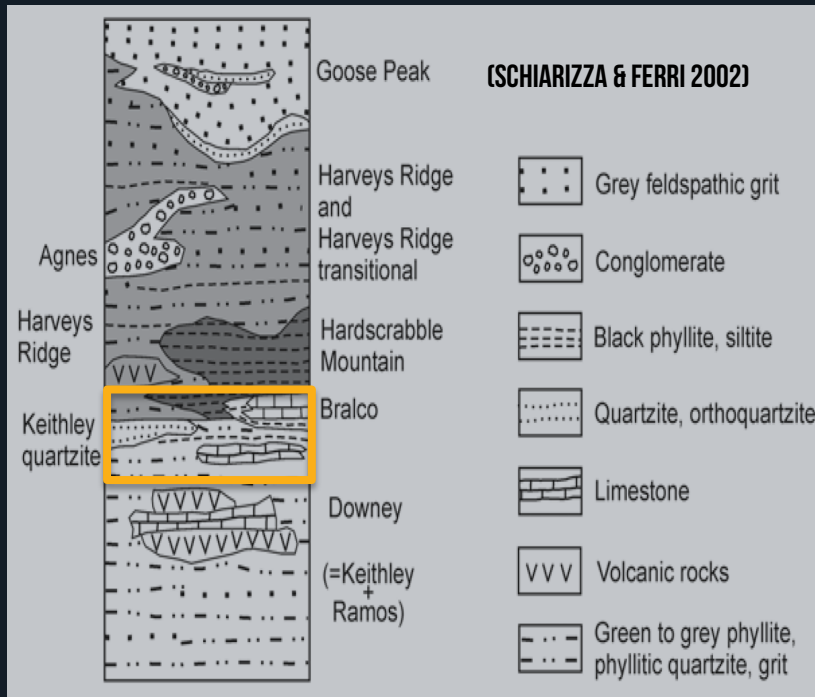 Goose Peak
(SCHIARIZZA & FERRI 2002)
Harveys Ridge
and
Harveys Ridge
transitional
Agnes
Harveys
Ridge
Hardscrabble
Mountain
Bralco
Keithley
quartzite
Downey
(=Keithley
+
Ramos)
Grey feldspathic grit
Conglomerate
Black phyllite, siltite
Quartzite, orthoquartzite
Limestone
Volcanic rocks
Green to grey phyllite,
phyllitic quartzite, grit